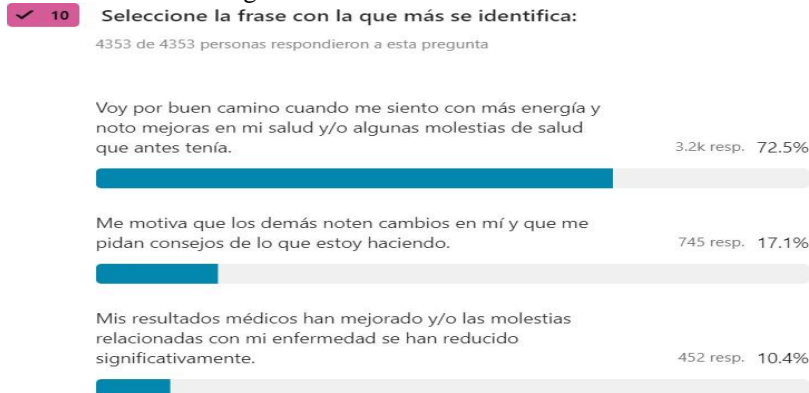 10 Seleccione la frase con la que más se identifica:
4353 de 4353 personas respondieron a esta pregunta
Voy por buen camino cuando me siento con más energía y
noto mejoras en mi salud y/o algunas molestias de salud
que antes tenía.
3.2k resp. 72.5%
Me motiva que los demás noten cambios en mí y que me
pidan consejos de lo que estoy haciendo.
745 resp. 17.1%
Mis resultados médicos han mejorado y/o las molestias
relacionadas con mi enfermedad se han reducido
significativamente.
452 resp. 10.4%